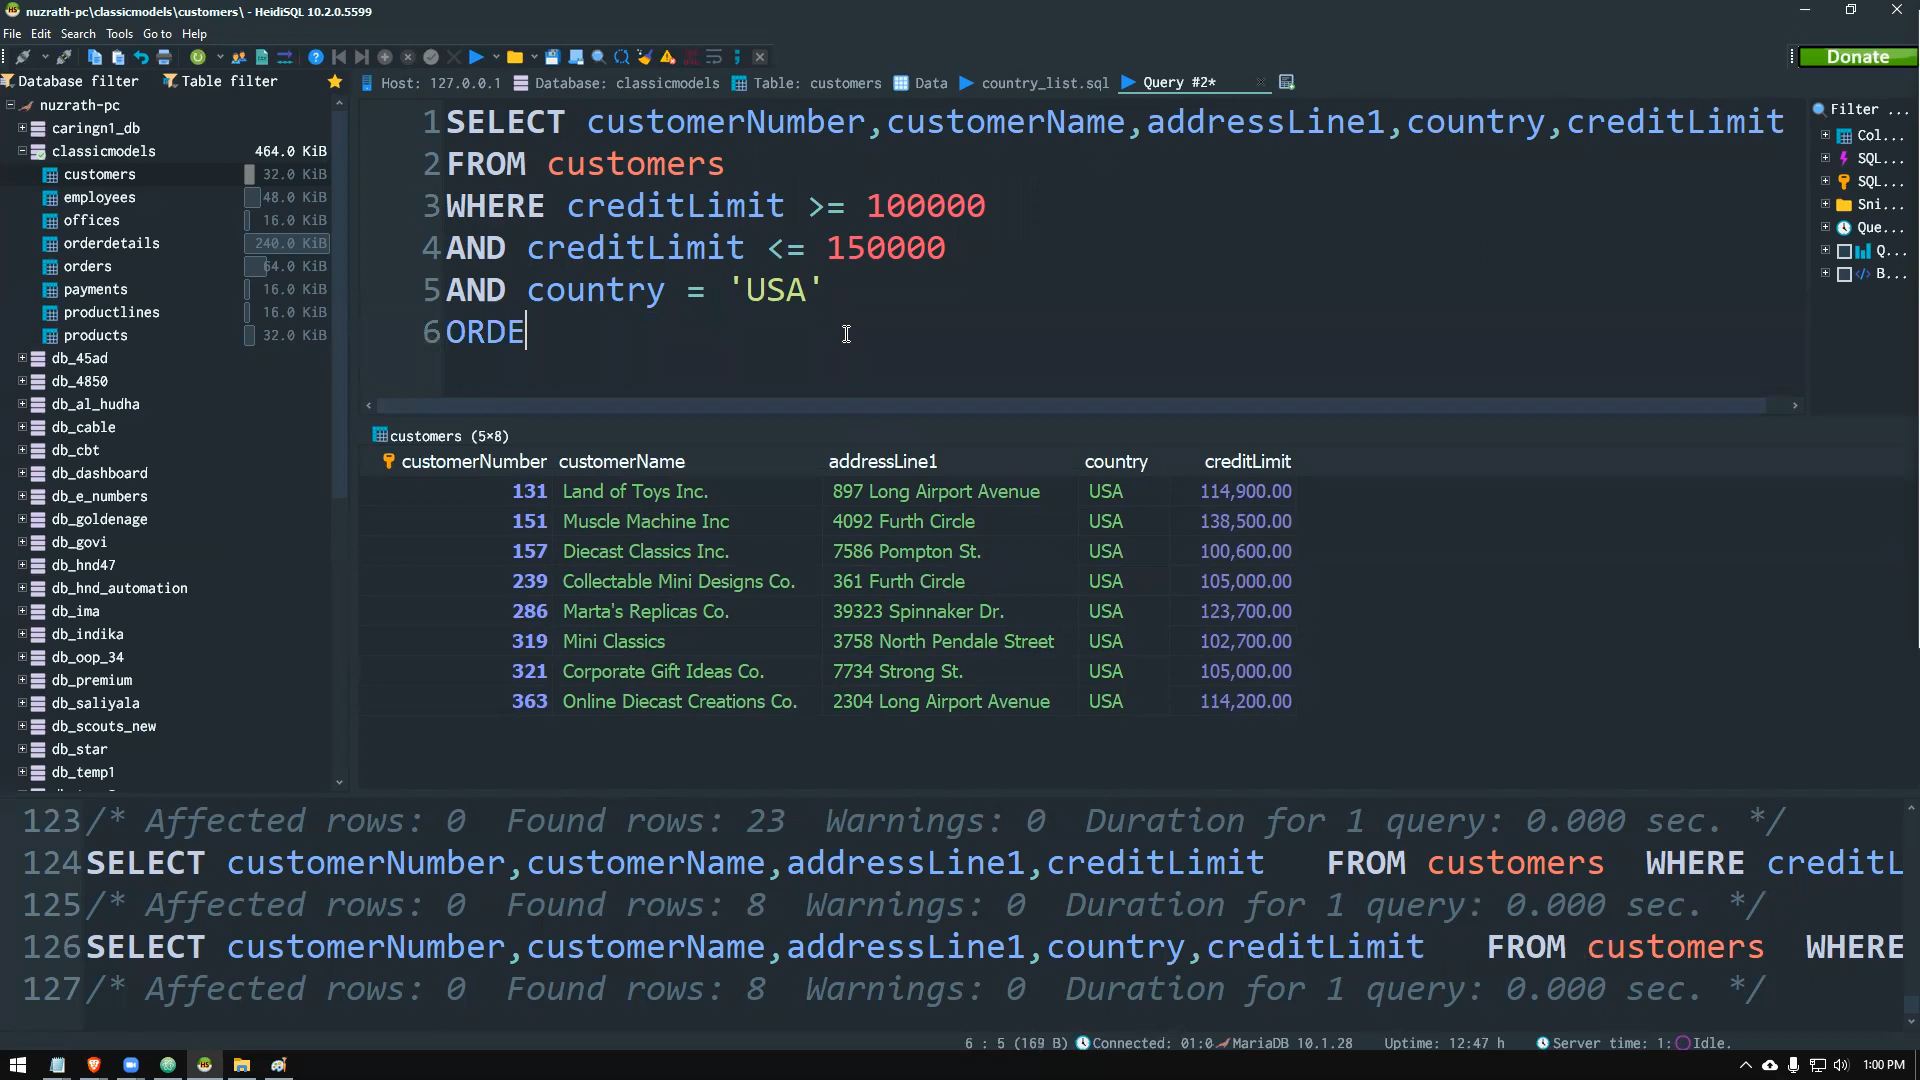 nuzrath-pc\classicmodels\customers\ - HeidiSQL 10.2.0.5599
File Edit Search Tools Go to Help
Donate
Database filter Table filter
Host: 127.0.0.1 Database: classicmodels Table: customers Data country_list.sql Query #2*
nuzrath-pc
caringn1_db
classicmodels 464.0 KiB
customers 32.0 KiB
employees 48.0 KiB
offices 16.0 KiB
orderdetails 240.0 KiB
orders 64.0 KiB
payments 16.0 KiB
productlines 16.0 KiB
products 32.0 KiB
db_45ad
db_4850
db_al_hudha
db_cable
db_cbt
db_dashboard
db_e_numbers
db_goldenage
db_govi
db_hnd47
db_hnd_automation
db_ima
db_indika
db_oop_34
db_premium
db_saliyala
db_scouts_new
db_star
db_temp1
1 SELECT customerNumber,customerName,addressLine1,country,creditLimit
2 FROM customers
3 WHERE creditLimit >= 100000
4 AND creditLimit <= 150000
5 AND country = 'USA'
6 ORDE
Filter ...
Col...
SQL...
SQL...
Sni...
Que...
Q...
B...
customers (5×8)
customerNumber customerName addressLine1 country creditLimit
131 Land of Toys Inc. 897 Long Airport Avenue USA 114,900.00
151 Muscle Machine Inc 4092 Furth Circle USA 138,500.00
157 Diecast Classics Inc. 7586 Pompton St. USA 100,600.00
239 Collectable Mini Designs Co. 361 Furth Circle USA 105,000.00
286 Marta's Replicas Co. 39323 Spinnaker Dr. USA 123,700.00
319 Mini Classics 3758 North Pendale Street USA 102,700.00
321 Corporate Gift Ideas Co. 7734 Strong St. USA 105,000.00
363 Online Diecast Creations Co. 2304 Long Airport Avenue USA 114,200.00
123 /* Affected rows: 0 Found rows: 23 Warnings: 0 Duration for 1 query: 0.000 sec. */
124 SELECT customerNumber,customerName,addressLine1,creditLimit FROM customers WHERE creditL
125 /* Affected rows: 0 Found rows: 8 Warnings: 0 Duration for 1 query: 0.000 sec. */
126 SELECT customerNumber,customerName,addressLine1,country,creditLimit FROM customers WHERE
127 /* Affected rows: 0 Found rows: 8 Warnings: 0 Duration for 1 query: 0.000 sec. */
6 : 5 (169 B) Connected: 01:0 MariaDB 10.1.28 Uptime: 12:47 h Server time: 1: Idle.
1:00 PM